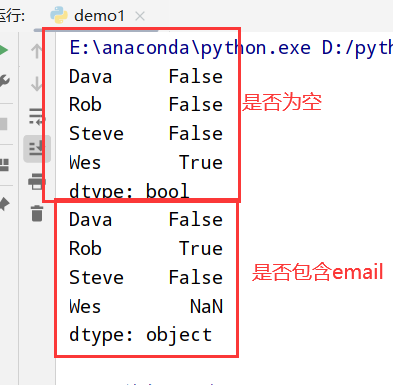 运行: demo1 ×
E:\anaconda\python.exe D:/pyth
Dava False
Rob False
是否为空
Steve False
Wes True
dtype: bool
Dava False
Rob True
Steve False
是否包含email
Wes NaN
dtype: object